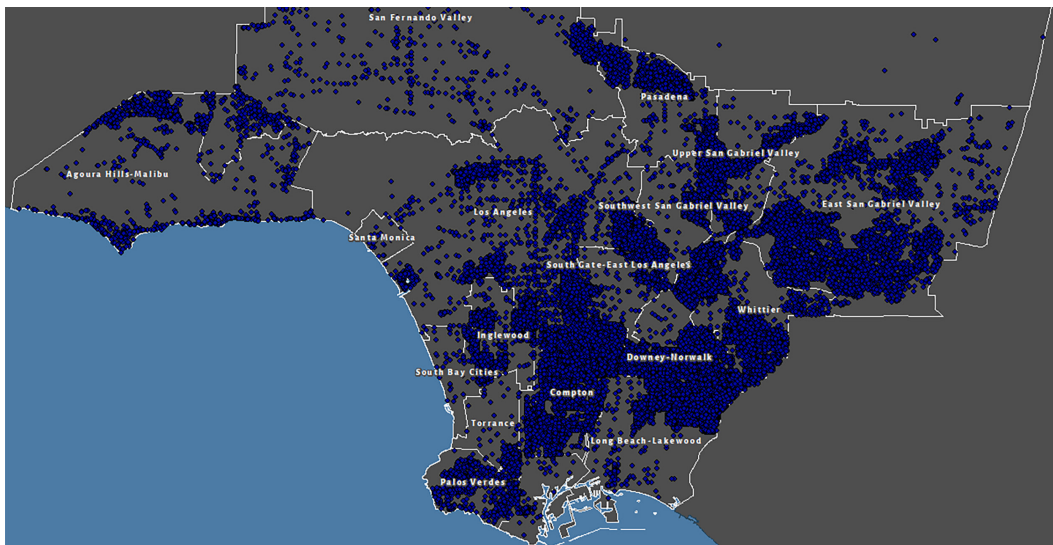 San Fernando Valley
Pasadena
Upper San Gabriel Valley
Agoura Hills-Malibu
East San Gabriel Valley
Los Angeles
Southwest San Gabriel Valley
Santa Monica
South Gate-East Los Angeles
Whittier
Inglewood
Downey-Norwalk
South Bay Cities
Compton
Torrance
Long Beach-Lakewood
Palos Verdes